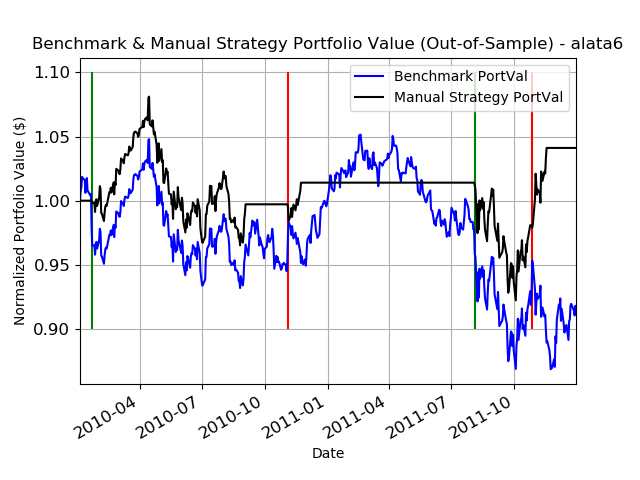 Benchmark & Manual Strategy Portfolio Value (Out-of-Sample) - alata6
Benchmark PortVal
Manual Strategy PortVal
Normalized Portfolio Value ($)
1.10
1.05
1.00
0.95
0.90
2010-04
2010-07
2010-10
2011-01
2011-04
2011-07
2011-10
Date